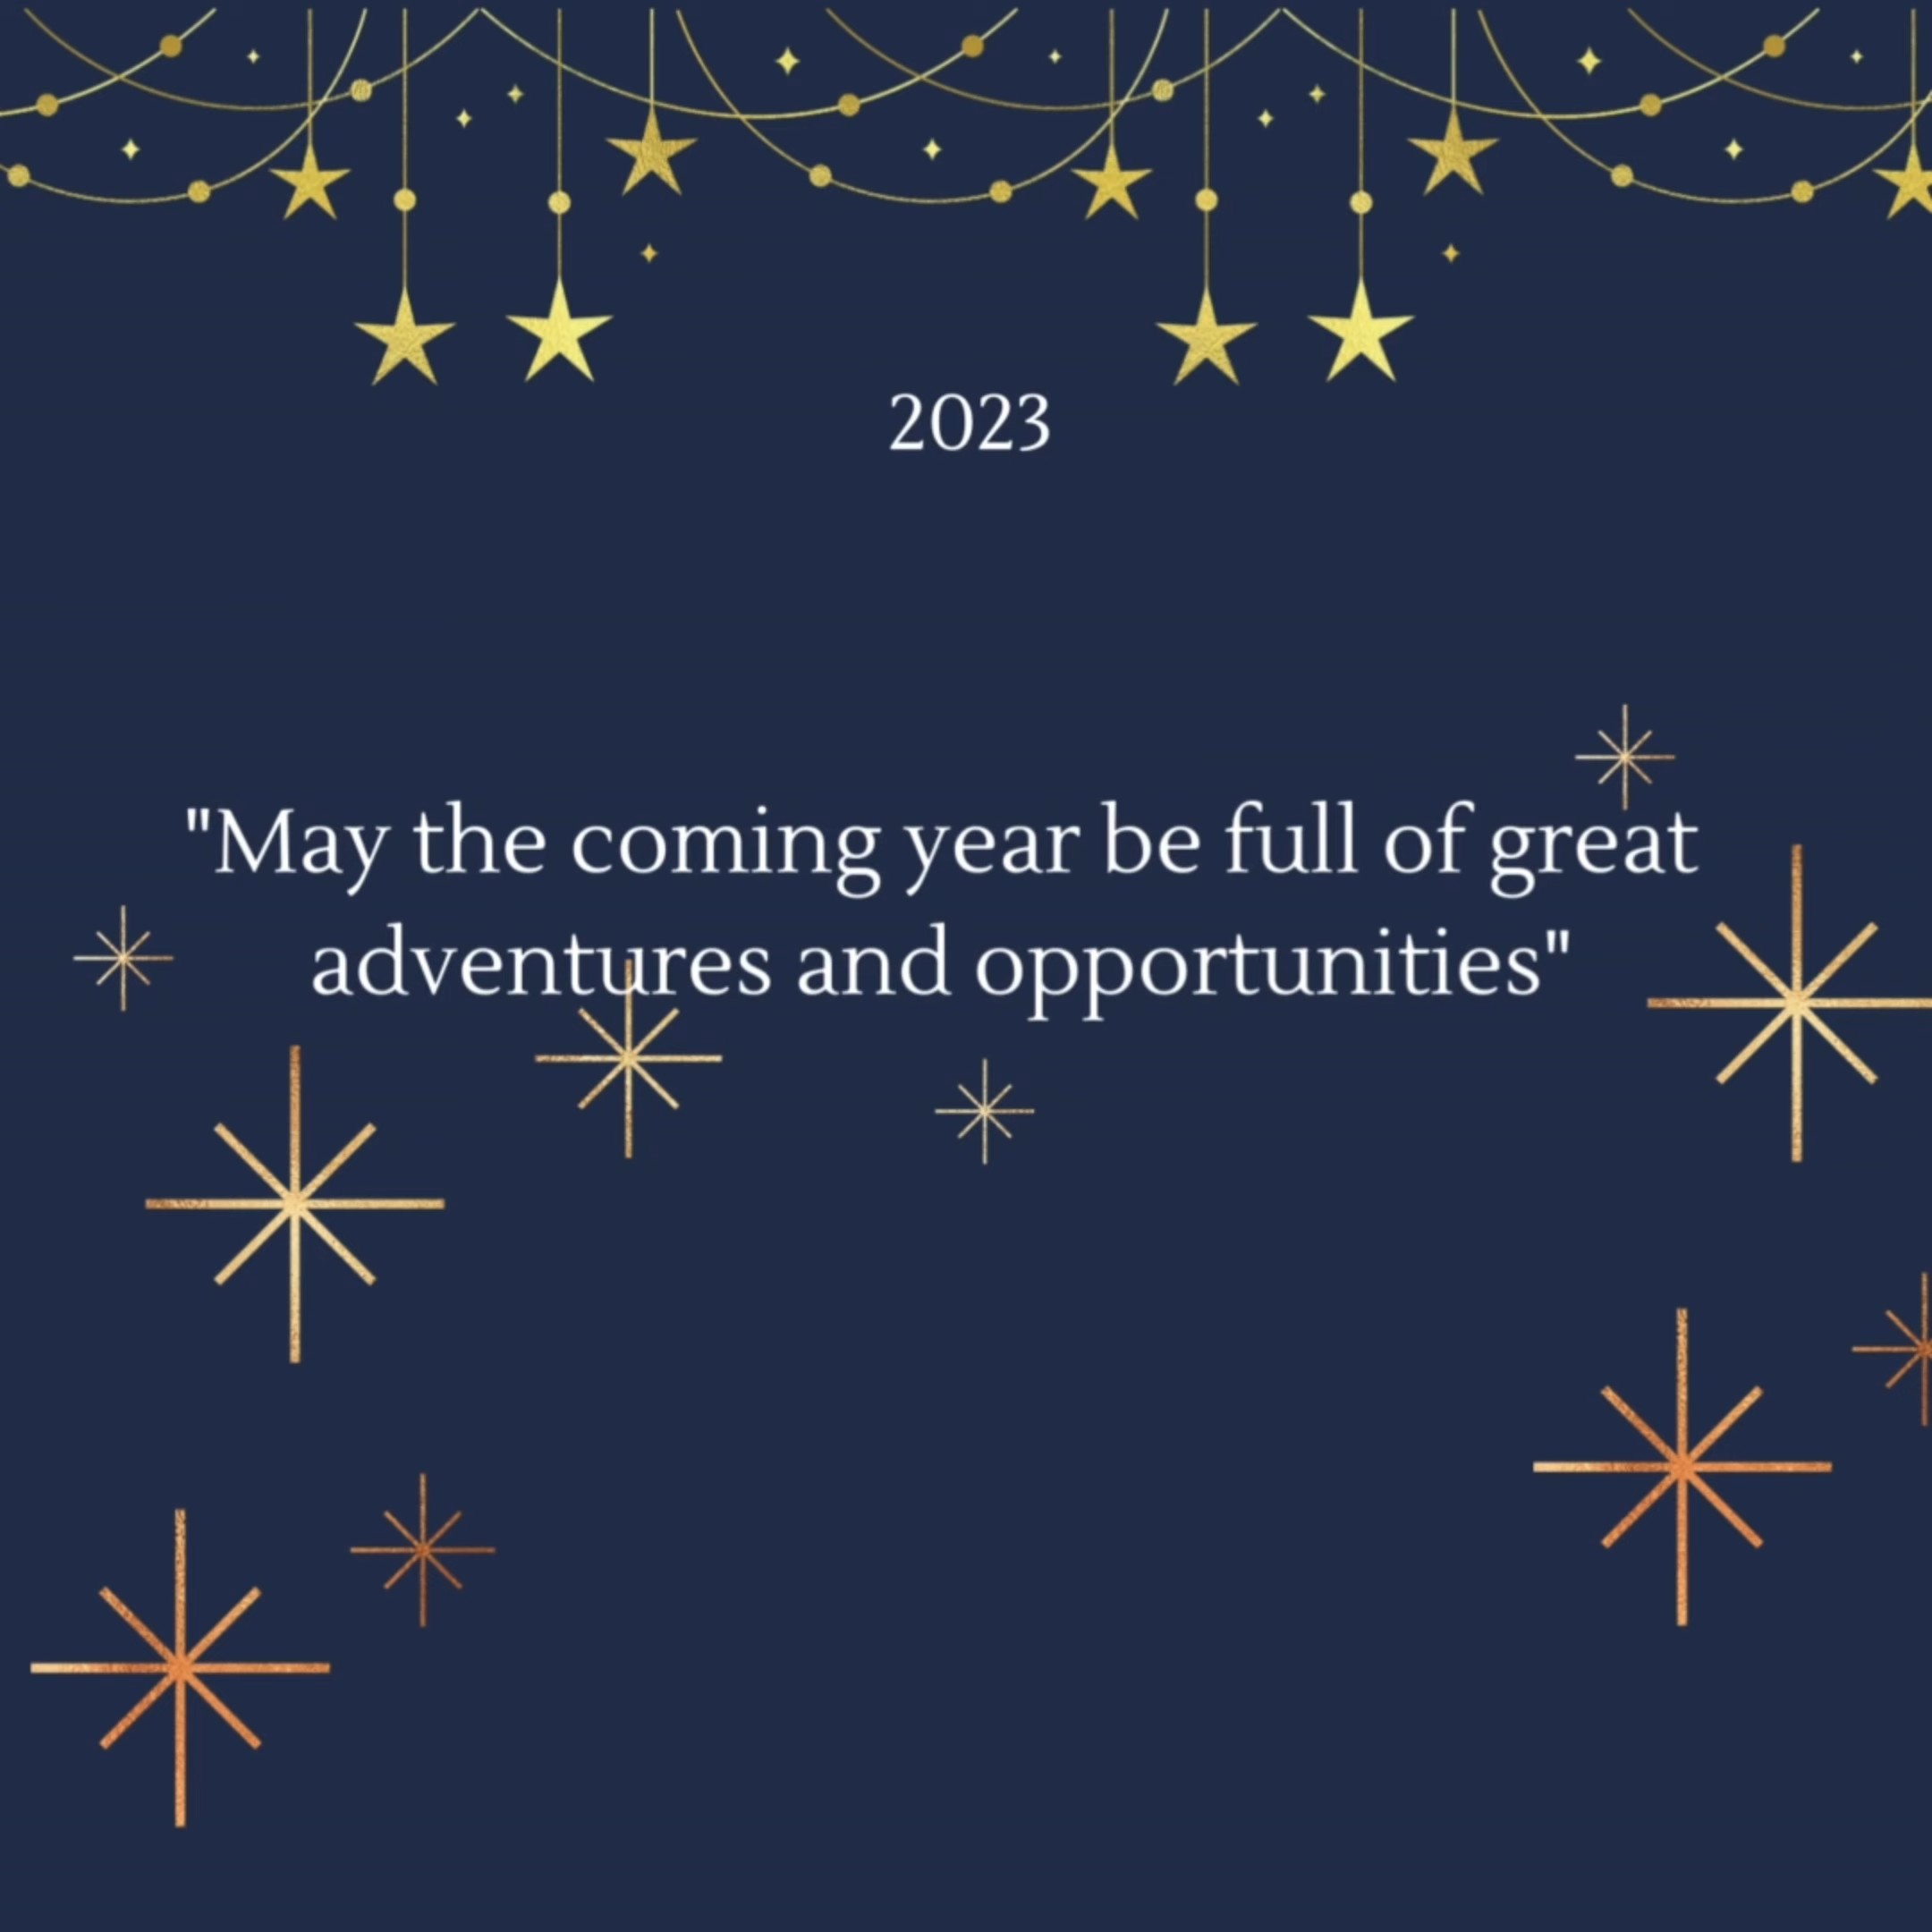 2023
"May the coming year be full of great
adventures and opportunities"